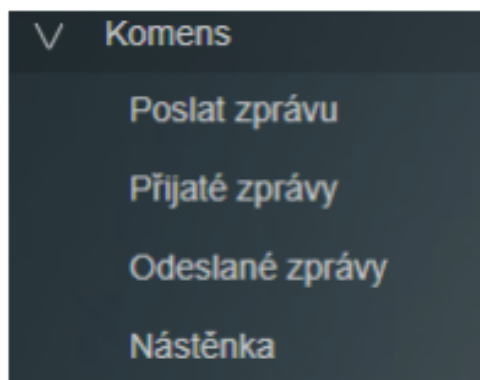 Komens
Poslat zprávu
Přijaté zprávy
Odeslané zprávy
Nástěnka